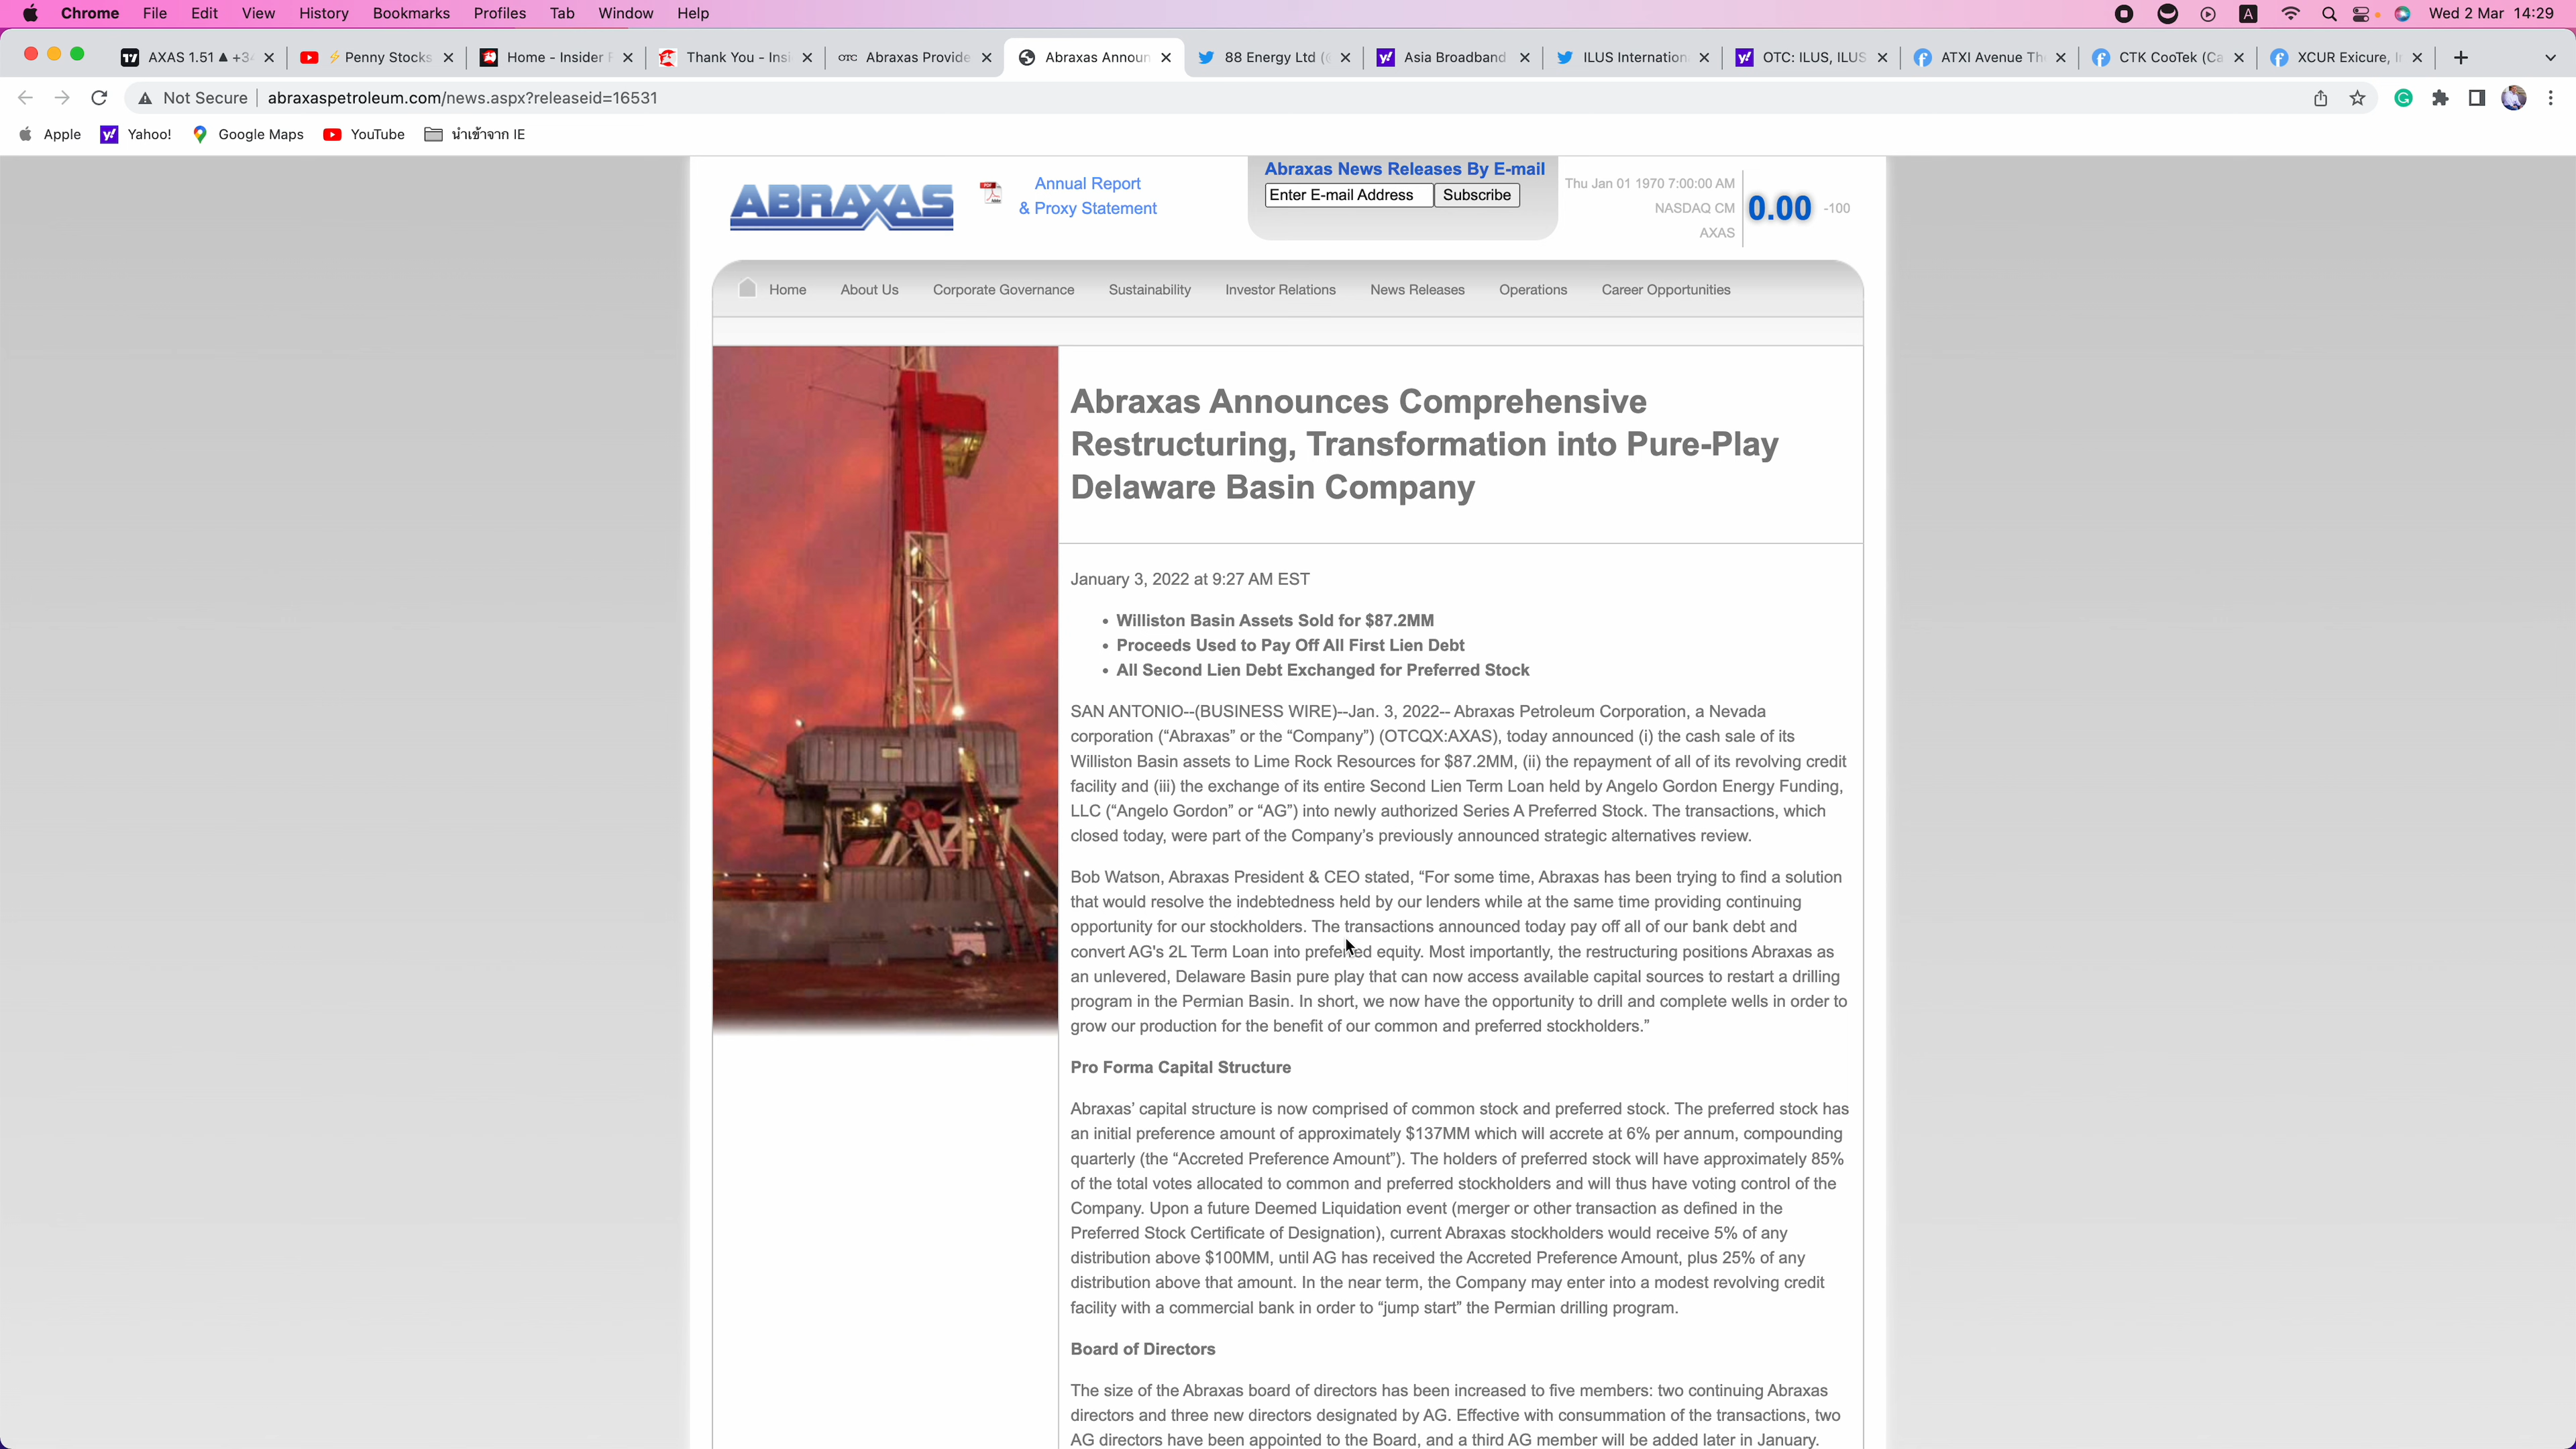 Chrome File Edit View History Bookmarks Profiles Tab Window Help A Wed 2 Mar 14:29
AXAS 1.51 ▲ +3 Penny Stocks Home - Insider Thank You - Insi OTC Abraxas Provide Abraxas Announ 88 Energy Ltd ( Asia Broadband ILUS Internation OTC: ILUS, ILUS ATXI Avenue Th CTK CooTek (Ca XCUR Exicure, I
Not Secure abraxaspetroleum.com/news.aspx?releaseid=16531
Apple Yahoo! Google Maps YouTube นำเข้าจาก IE
Abraxas News Releases By E-mail
ABRAXAS
Annual Report
& Proxy Statement
Enter E-mail Address Subscribe
Thu Jan 01 1970 7:00:00 AM
NASDAQ CM
AXAS
0.00 -100
Home About Us Corporate Governance Sustainability Investor Relations News Releases Operations Career Opportunities
Abraxas Announces Comprehensive
Restructuring, Transformation into Pure-Play
Delaware Basin Company
January 3, 2022 at 9:27 AM EST
• Williston Basin Assets Sold for $87.2MM
• Proceeds Used to Pay Off All First Lien Debt
• All Second Lien Debt Exchanged for Preferred Stock
SAN ANTONIO--(BUSINESS WIRE)--Jan. 3, 2022-- Abraxas Petroleum Corporation, a Nevada
corporation (“Abraxas” or the “Company”) (OTCQX:AXAS), today announced (i) the cash sale of its
Williston Basin assets to Lime Rock Resources for $87.2MM, (ii) the repayment of all of its revolving credit
facility and (iii) the exchange of its entire Second Lien Term Loan held by Angelo Gordon Energy Funding,
LLC (“Angelo Gordon” or “AG”) into newly authorized Series A Preferred Stock. The transactions, which
closed today, were part of the Company’s previously announced strategic alternatives review.
Bob Watson, Abraxas President & CEO stated, “For some time, Abraxas has been trying to find a solution
that would resolve the indebtedness held by our lenders while at the same time providing continuing
opportunity for our stockholders. The transactions announced today pay off all of our bank debt and
convert AG's 2L Term Loan into preferred equity. Most importantly, the restructuring positions Abraxas as
an unlevered, Delaware Basin pure play that can now access available capital sources to restart a drilling
program in the Permian Basin. In short, we now have the opportunity to drill and complete wells in order to
grow our production for the benefit of our common and preferred stockholders.”
Pro Forma Capital Structure
Abraxas’ capital structure is now comprised of common stock and preferred stock. The preferred stock has
an initial preference amount of approximately $137MM which will accrete at 6% per annum, compounding
quarterly (the “Accreted Preference Amount”). The holders of preferred stock will have approximately 85%
of the total votes allocated to common and preferred stockholders and will thus have voting control of the
Company. Upon a future Deemed Liquidation event (merger or other transaction as defined in the
Preferred Stock Certificate of Designation), current Abraxas stockholders would receive 5% of any
distribution above $100MM, until AG has received the Accreted Preference Amount, plus 25% of any
distribution above that amount. In the near term, the Company may enter into a modest revolving credit
facility with a commercial bank in order to “jump start” the Permian drilling program.
Board of Directors
The size of the Abraxas board of directors has been increased to five members: two continuing Abraxas
directors and three new directors designated by AG. Effective with consummation of the transactions, two
AG directors have been appointed to the Board, and a third AG member will be added later in January.